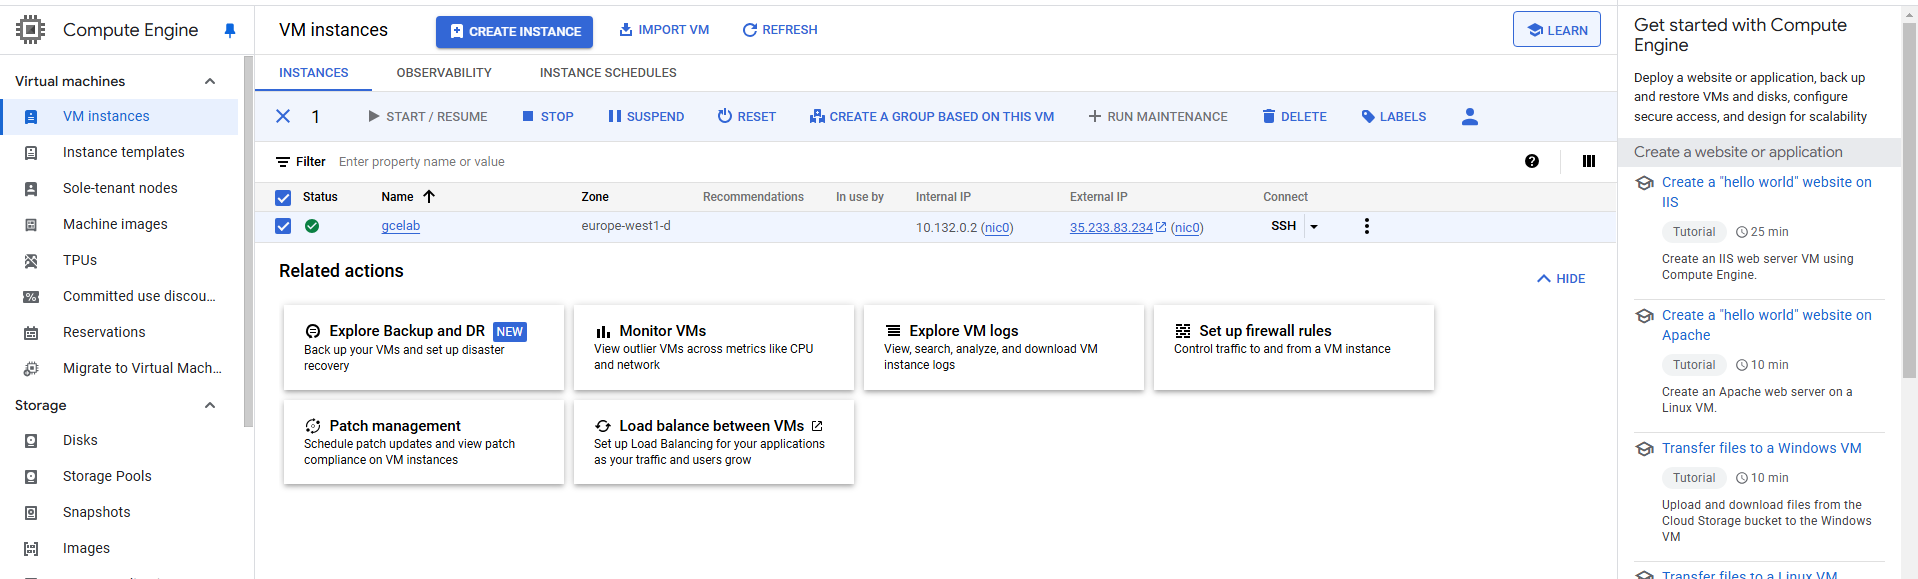 Compute Engine
Virtual machines
VM instances
Instance templates
Sole-tenant nodes
Machine images
TPUs
Committed use discou...
Reservations
Migrate to Virtual Mach...
Storage
Disks
Storage Pools
Snapshots
Images
VM instances
CREATE INSTANCE
IMPORT VM
REFRESH
LEARN
INSTANCES
OBSERVABILITY
INSTANCE SCHEDULES
1
START / RESUME
STOP
SUSPEND
RESET
CREATE A GROUP BASED ON THIS VM
RUN MAINTENANCE
DELETE
LABELS
Filter Enter property name or value
Status Name Zone Recommendations In use by Internal IP External IP Connect
gcelab europe-west1-d 10.132.0.2 (nic0) 35.233.83.234 (nic0) SSH
Related actions
HIDE
Explore Backup and DR NEW
Back up your VMs and set up disaster
recovery
Monitor VMs
View outlier VMs across metrics like CPU
and network
Explore VM logs
View, search, analyze, and download VM
instance logs
Set up firewall rules
Control traffic to and from a VM instance
Patch management
Schedule patch updates and view patch
compliance on VM instances
Load balance between VMs
Set up Load Balancing for your applications
as your traffic and users grow
Get started with Compute
Engine
Deploy a website or application, back up
and restore VMs and disks, configure
secure access, and design for scalability
Create a website or application
Create a "hello world" website on
IIS
Tutorial 25 min
Create an IIS web server VM using
Compute Engine.
Create a "hello world" website on
Apache
Tutorial 10 min
Create an Apache web server on a
Linux VM.
Transfer files to a Windows VM
Tutorial 10 min
Upload and download files from the
Cloud Storage bucket to the Windows
VM
Transfer files to a Linux VM